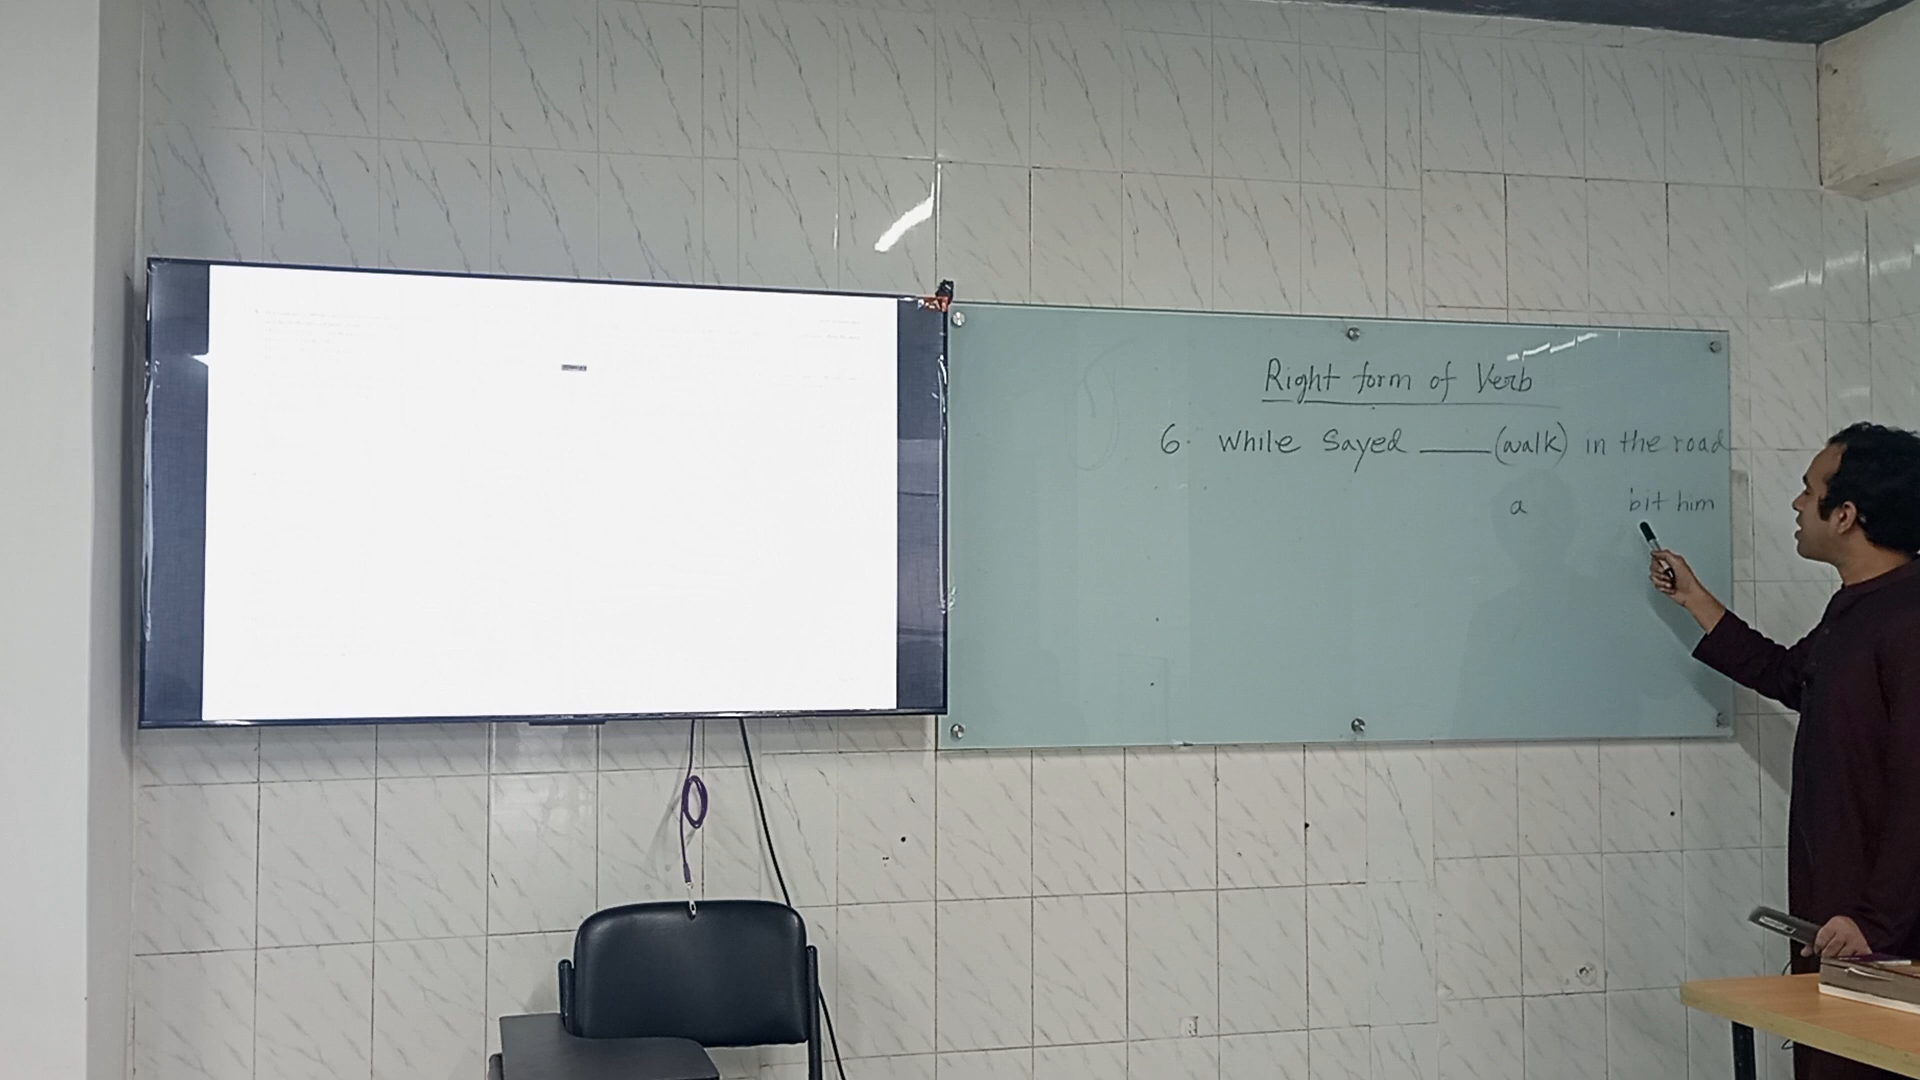 Right form of Verb
6. While Sayed ____ (walk) in the road
a bit him